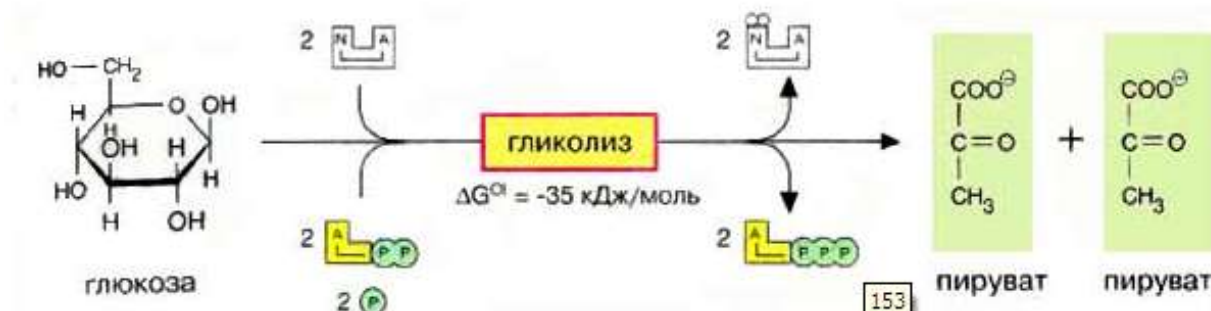 HO—CH₂
O
OH
H
H
H
OH
H
HO
H
H
OH
глюкоза
2 N A
2 A P P
2 P
ГЛИКОЛИЗ
ΔG⁰ᴵ = -35 кДж/моль
2 N A
2 A P P P
153
COO⊖
C=O
CH₃
пируват
+
COO⊖
C=O
CH₃
пируват